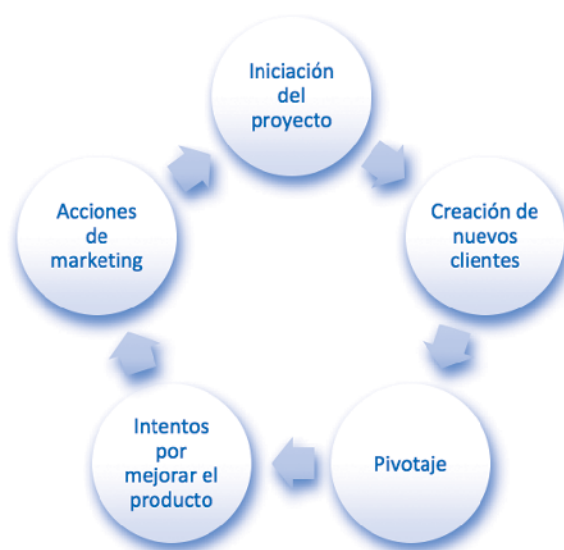 Iniciación
del
proyecto
Creación de
nuevos
clientes
Pivotaje
Intentos
por
mejorar el
producto
Acciones
de
marketing